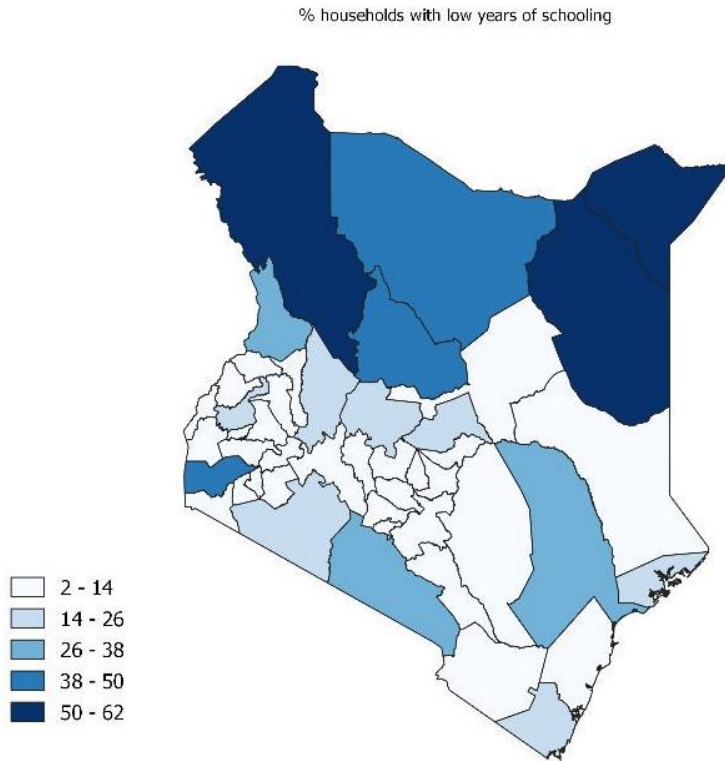 % households with low years of schooling
2 - 14
14 - 26
26 - 38
38 - 50
50 - 62